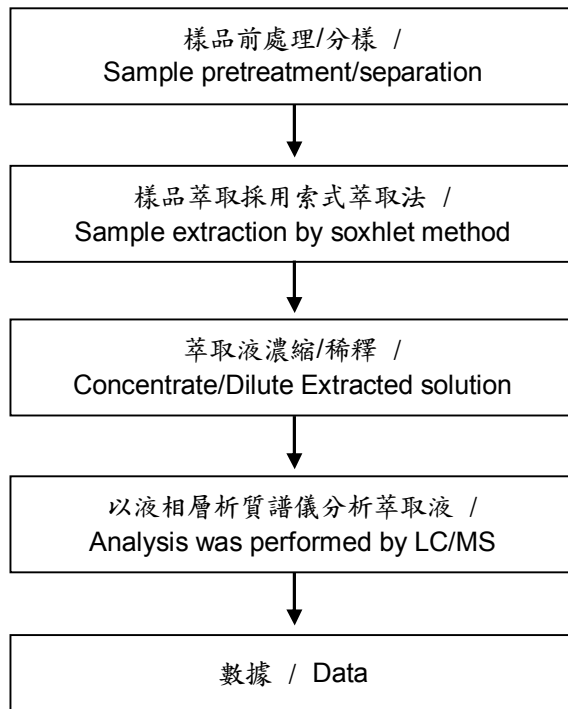 樣品前處理/分樣 /
Sample pretreatment/separation
樣品萃取採用索式萃取法 /
Sample extraction by soxhlet method
萃取液濃縮/稀釋 /
Concentrate/Dilute Extracted solution
以液相層析質譜儀分析萃取液 /
Analysis was performed by LC/MS
數據 / Data